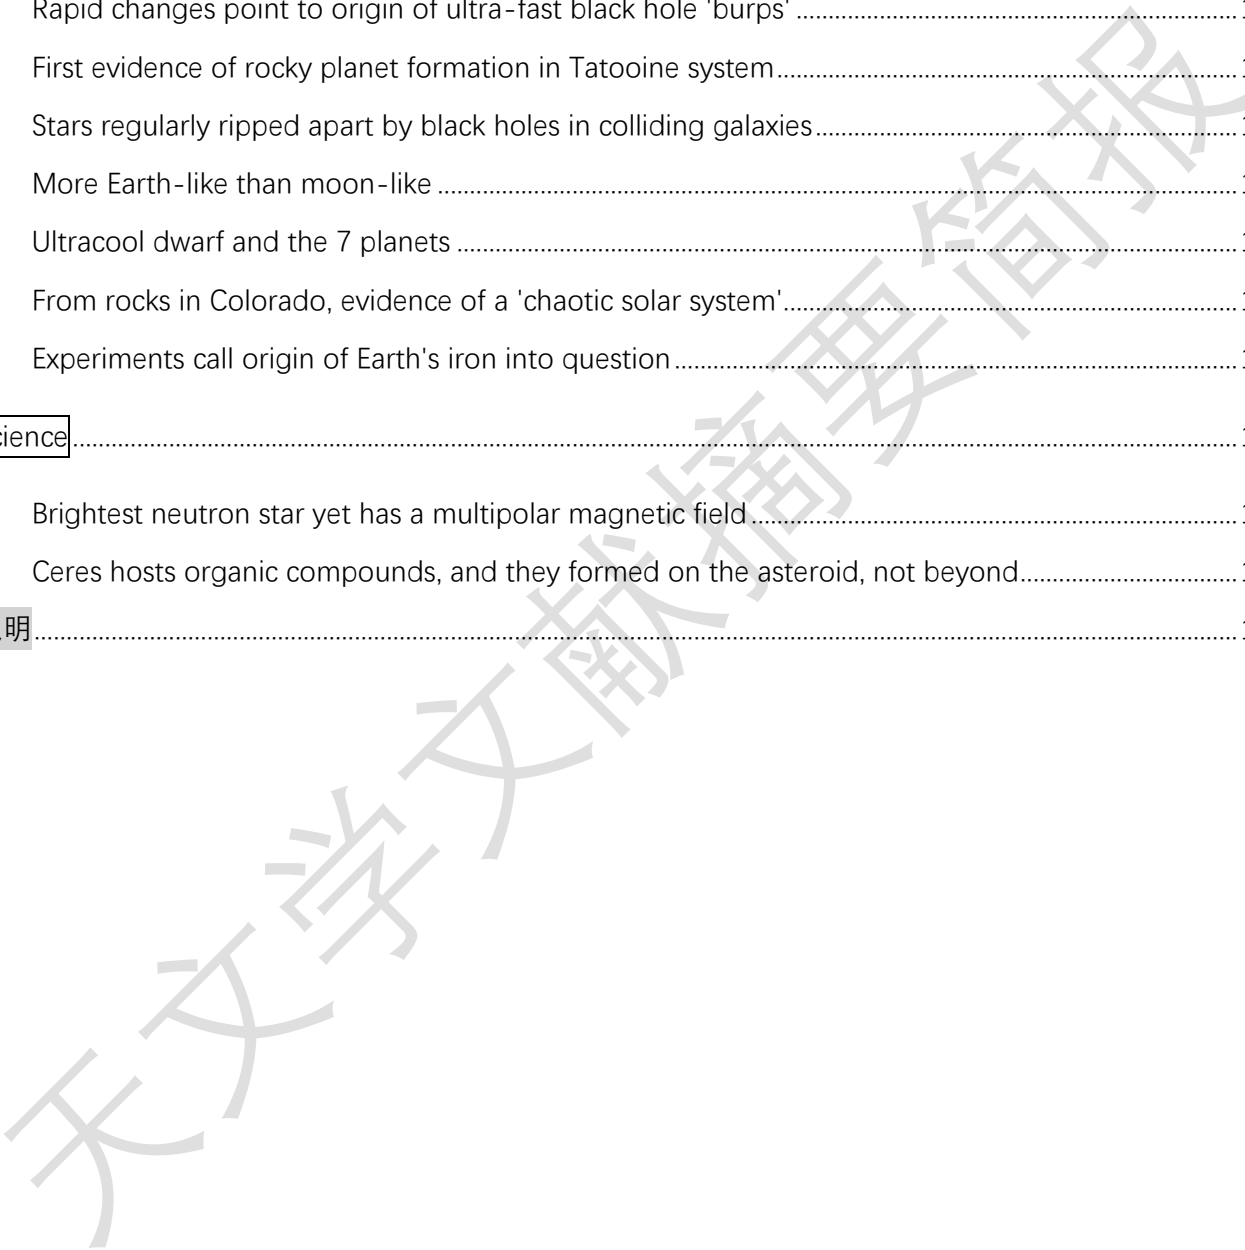 Rapid changes point to origin of ultra-fast black hole 'burps'
First evidence of rocky planet formation in Tatooine system
Stars regularly ripped apart by black holes in colliding galaxies
More Earth-like than moon-like
Ultracool dwarf and the 7 planets
From rocks in Colorado, evidence of a 'chaotic solar system'
Experiments call origin of Earth's iron into question
cience
Brightest neutron star yet has a multipolar magnetic field
Ceres hosts organic compounds, and they formed on the asteroid, not beyond
明
天文学文献摘要简报